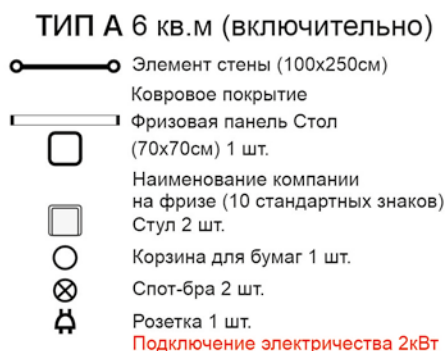 ТИП А 6 кв.м (включительно)
Элемент стены (100х250см)
Ковровое покрытие
Фризовая панель Стол
(70х70см) 1 шт.
Наименование компании
на фризе (10 стандартных знаков)
Стул 2 шт.
Корзина для бумаг 1 шт.
Спот-бра 2 шт.
Розетка 1 шт.
Подключение электричества 2кВт